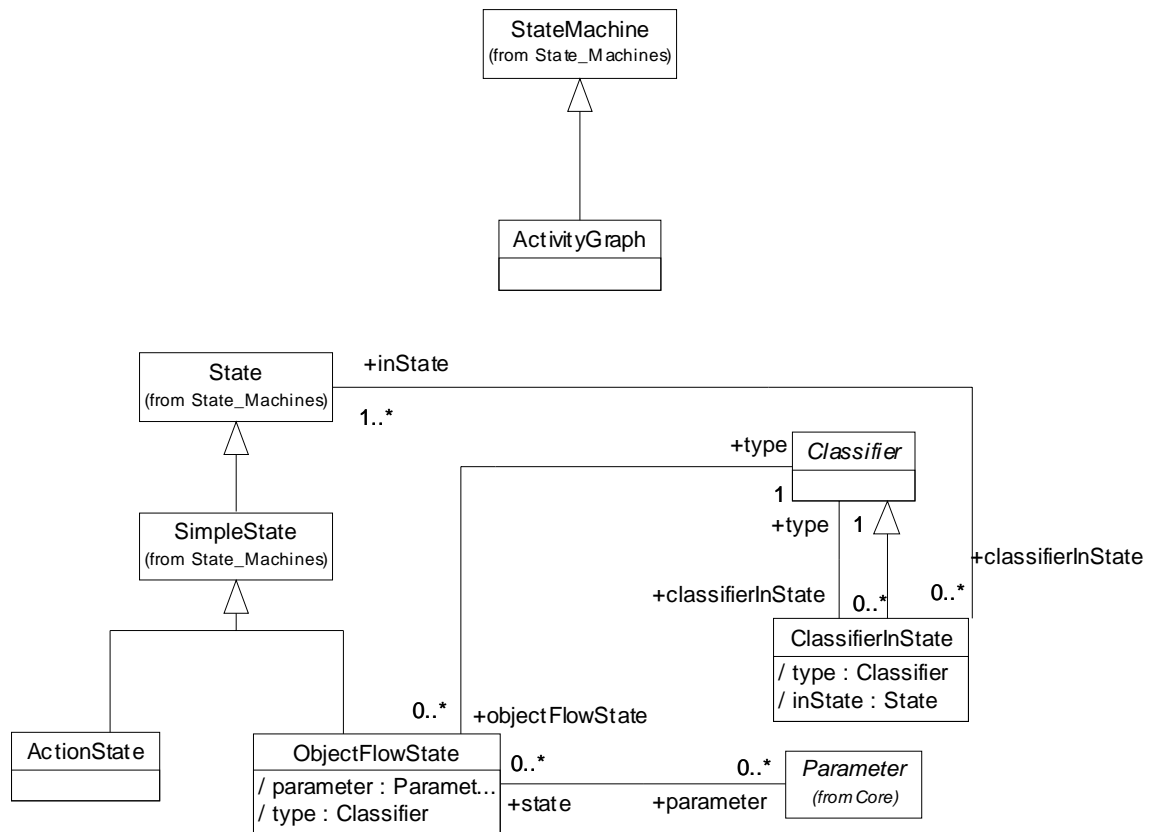 StateMachine
(from State_Machines)
ActivityGraph
State
(from State_Machines)
+inState
1..*
+type
Classifier
1
+type
1
SimpleState
(from State_Machines)
+classifierInState
+classifierInState
0..*
0..*
ClassifierInState
/ type : Classifier
/ inState : State
0..*
+objectFlowState
ActionState
ObjectFlowState
/ parameter : Paramet...
/ type : Classifier
0..*
+state
0..*
+parameter
Parameter
(from Core)